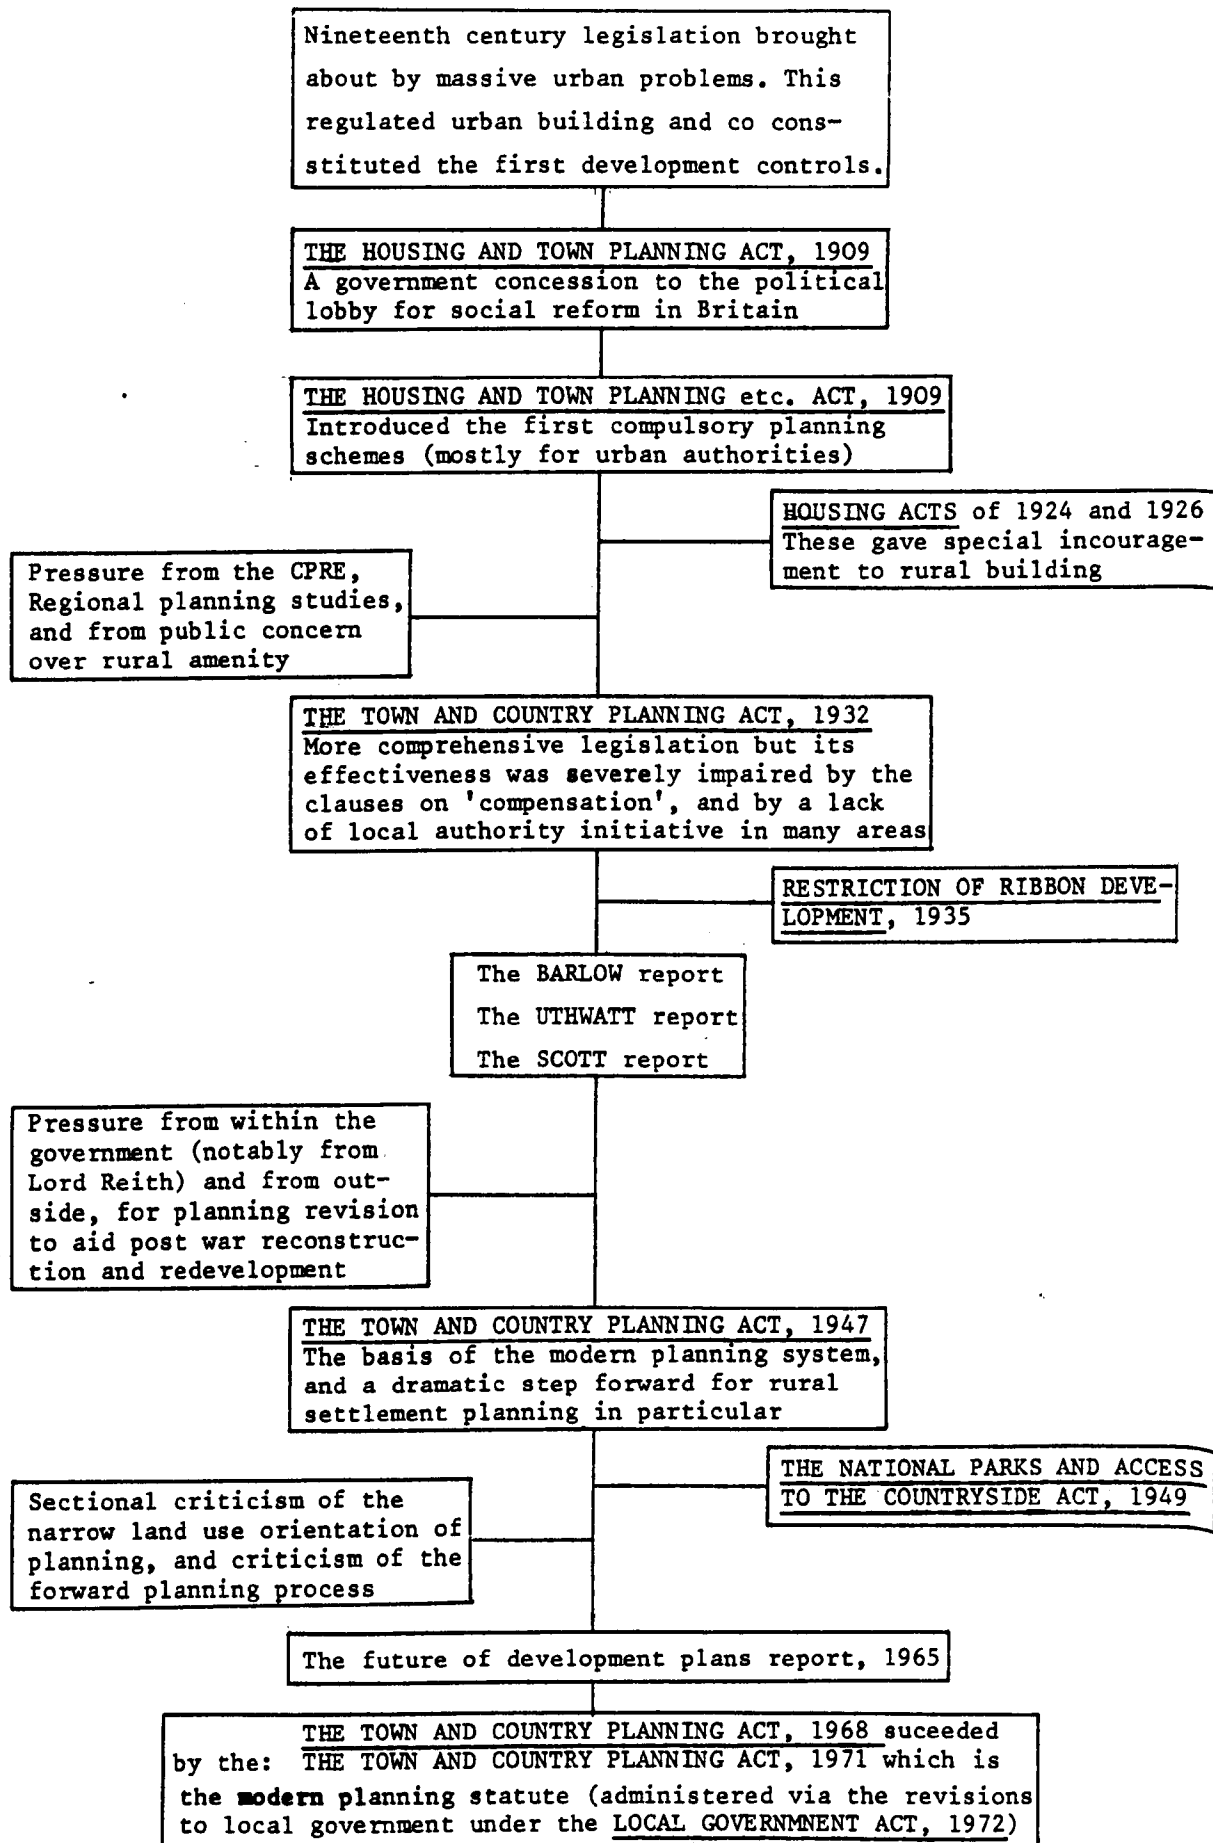 Nineteenth century legislation brought
about by massive urban problems. This
regulated urban building and co cons-
stituted the first development controls.
THE HOUSING AND TOWN PLANNING ACT, 1909
A government concession to the political
lobby for social reform in Britain
THE HOUSING AND TOWN PLANNING etc. ACT, 1909
Introduced the first compulsory planning
schemes (mostly for urban authorities)
HOUSING ACTS of 1924 and 1926
These gave special incourage-
ment to rural building
Pressure from the CPRE,
Regional planning studies,
and from public concern
over rural amenity
THE TOWN AND COUNTRY PLANNING ACT, 1932
More comprehensive legislation but its
effectiveness was severely impaired by the
clauses on 'compensation', and by a lack
of local authority initiative in many areas
RESTRICTION OF RIBBON DEVE-
LOPMENT, 1935
The BARLOW report
The UTHWATT report
The SCOTT report
Pressure from within the
government (notably from
Lord Reith) and from out-
side, for planning revision
to aid post war reconstruc-
tion and redevelopment
THE TOWN AND COUNTRY PLANNING ACT, 1947
The basis of the modern planning system,
and a dramatic step forward for rural
settlement planning in particular
THE NATIONAL PARKS AND ACCESS
TO THE COUNTRYSIDE ACT, 1949
Sectional criticism of the
narrow land use orientation of
planning, and criticism of the
forward planning process
The future of development plans report, 1965
THE TOWN AND COUNTRY PLANNING ACT, 1968 suceeded
by the: THE TOWN AND COUNTRY PLANNING ACT, 1971 which is
the modern planning statute (administered via the revisions
to local government under the LOCAL GOVERNMNENT ACT, 1972)